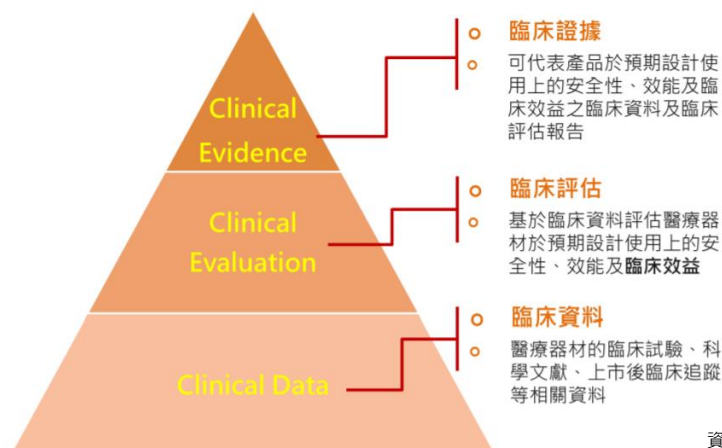 Clinical
Evidence
臨床證據
可代表產品於預期設計使
用上的安全性、效能及臨
床效益之臨床資料及臨床
評估報告
Clinical
Evaluation
臨床評估
基於臨床資料評估醫療器
材於預期設計使用上的安
全性、效能及臨床效益
Clinical Data
臨床資料
醫療器材的臨床試驗、科
學文獻、上市後臨床追蹤
等相關資料
資